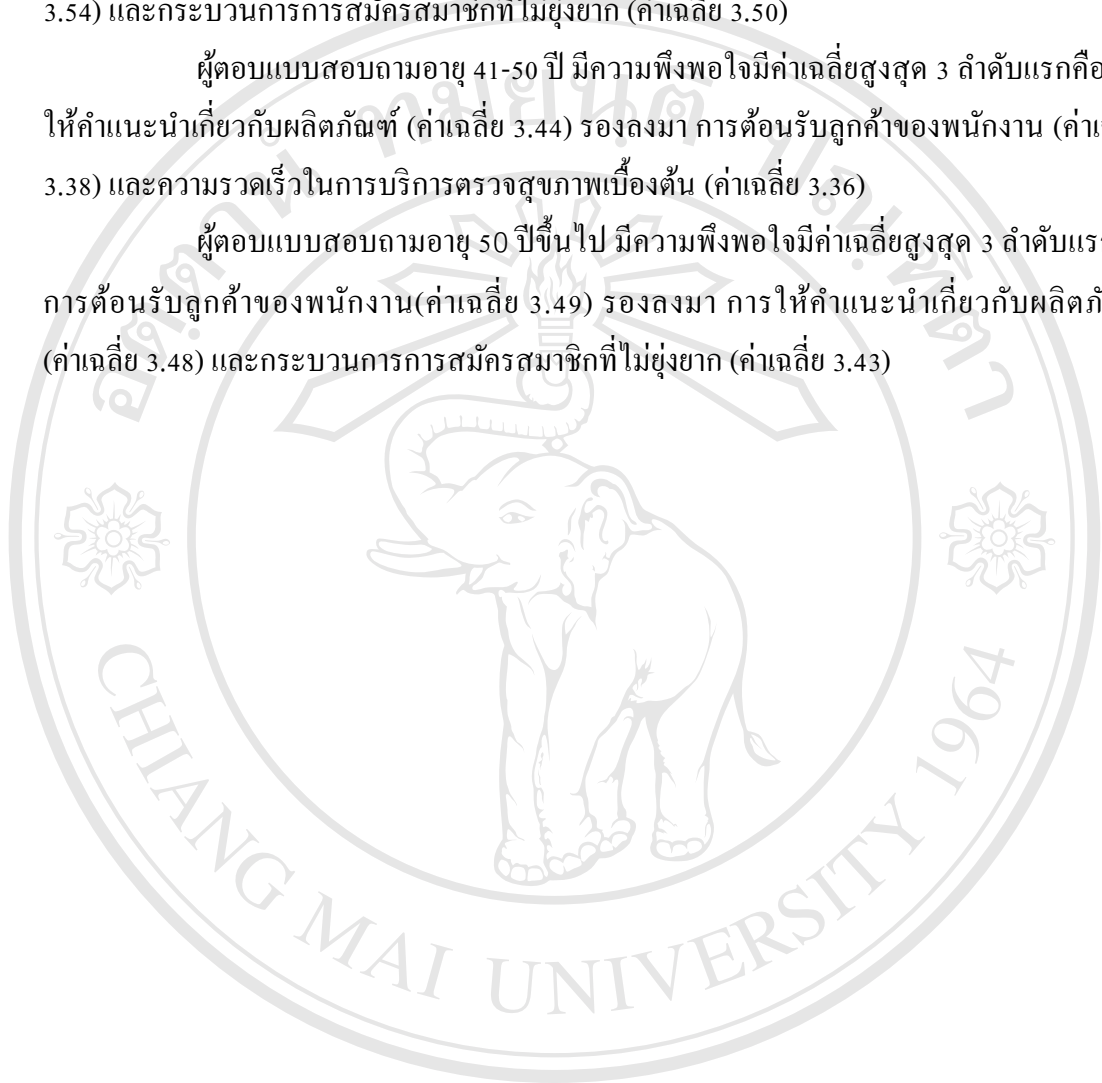 3.54) และกระบวนการการสมัครสมาชิกที่ไม่ยุ่งยาก (ค่าเฉลี่ย 3.50)
ผู้ตอบแบบสอบถามอายุ 41-50 ปี มีความพึงพอใจมีค่าเฉลี่ยสูงสุด 3 ลำดับแรกคือ
ให้คำแนะนำเกี่ยวกับผลิตภัณฑ์ (ค่าเฉลี่ย 3.44) รองลงมา การต้อนรับลูกค้าของพนักงาน
3.38) และความรวดเร็วในการบริการตรวจสุขภาพเบื้องต้น (ค่าเฉลี่ย 3.36)
ผู้ตอบแบบสอบถามอายุ 50 ปีขึ้นไป มีความพึงพอใจมีค่าเฉลี่ยสูงสุด 3 ลำดับ
การต้อนรับลูกค้าของพนักงาน(ค่าเฉลี่ย 3.49) รองลงมา การให้คำแนะนำเกี่ยวกับ
(ค่าเฉลี่ย 3.48) และกระบวนการการสมัครสมาชิกที่ไม่ยุ่งยาก (ค่าเฉลี่ย 3.43)
อตฺตานํ ทมยนฺติ ปณฺฑิตา
CHIANG MAI UNIVERSITY 1964